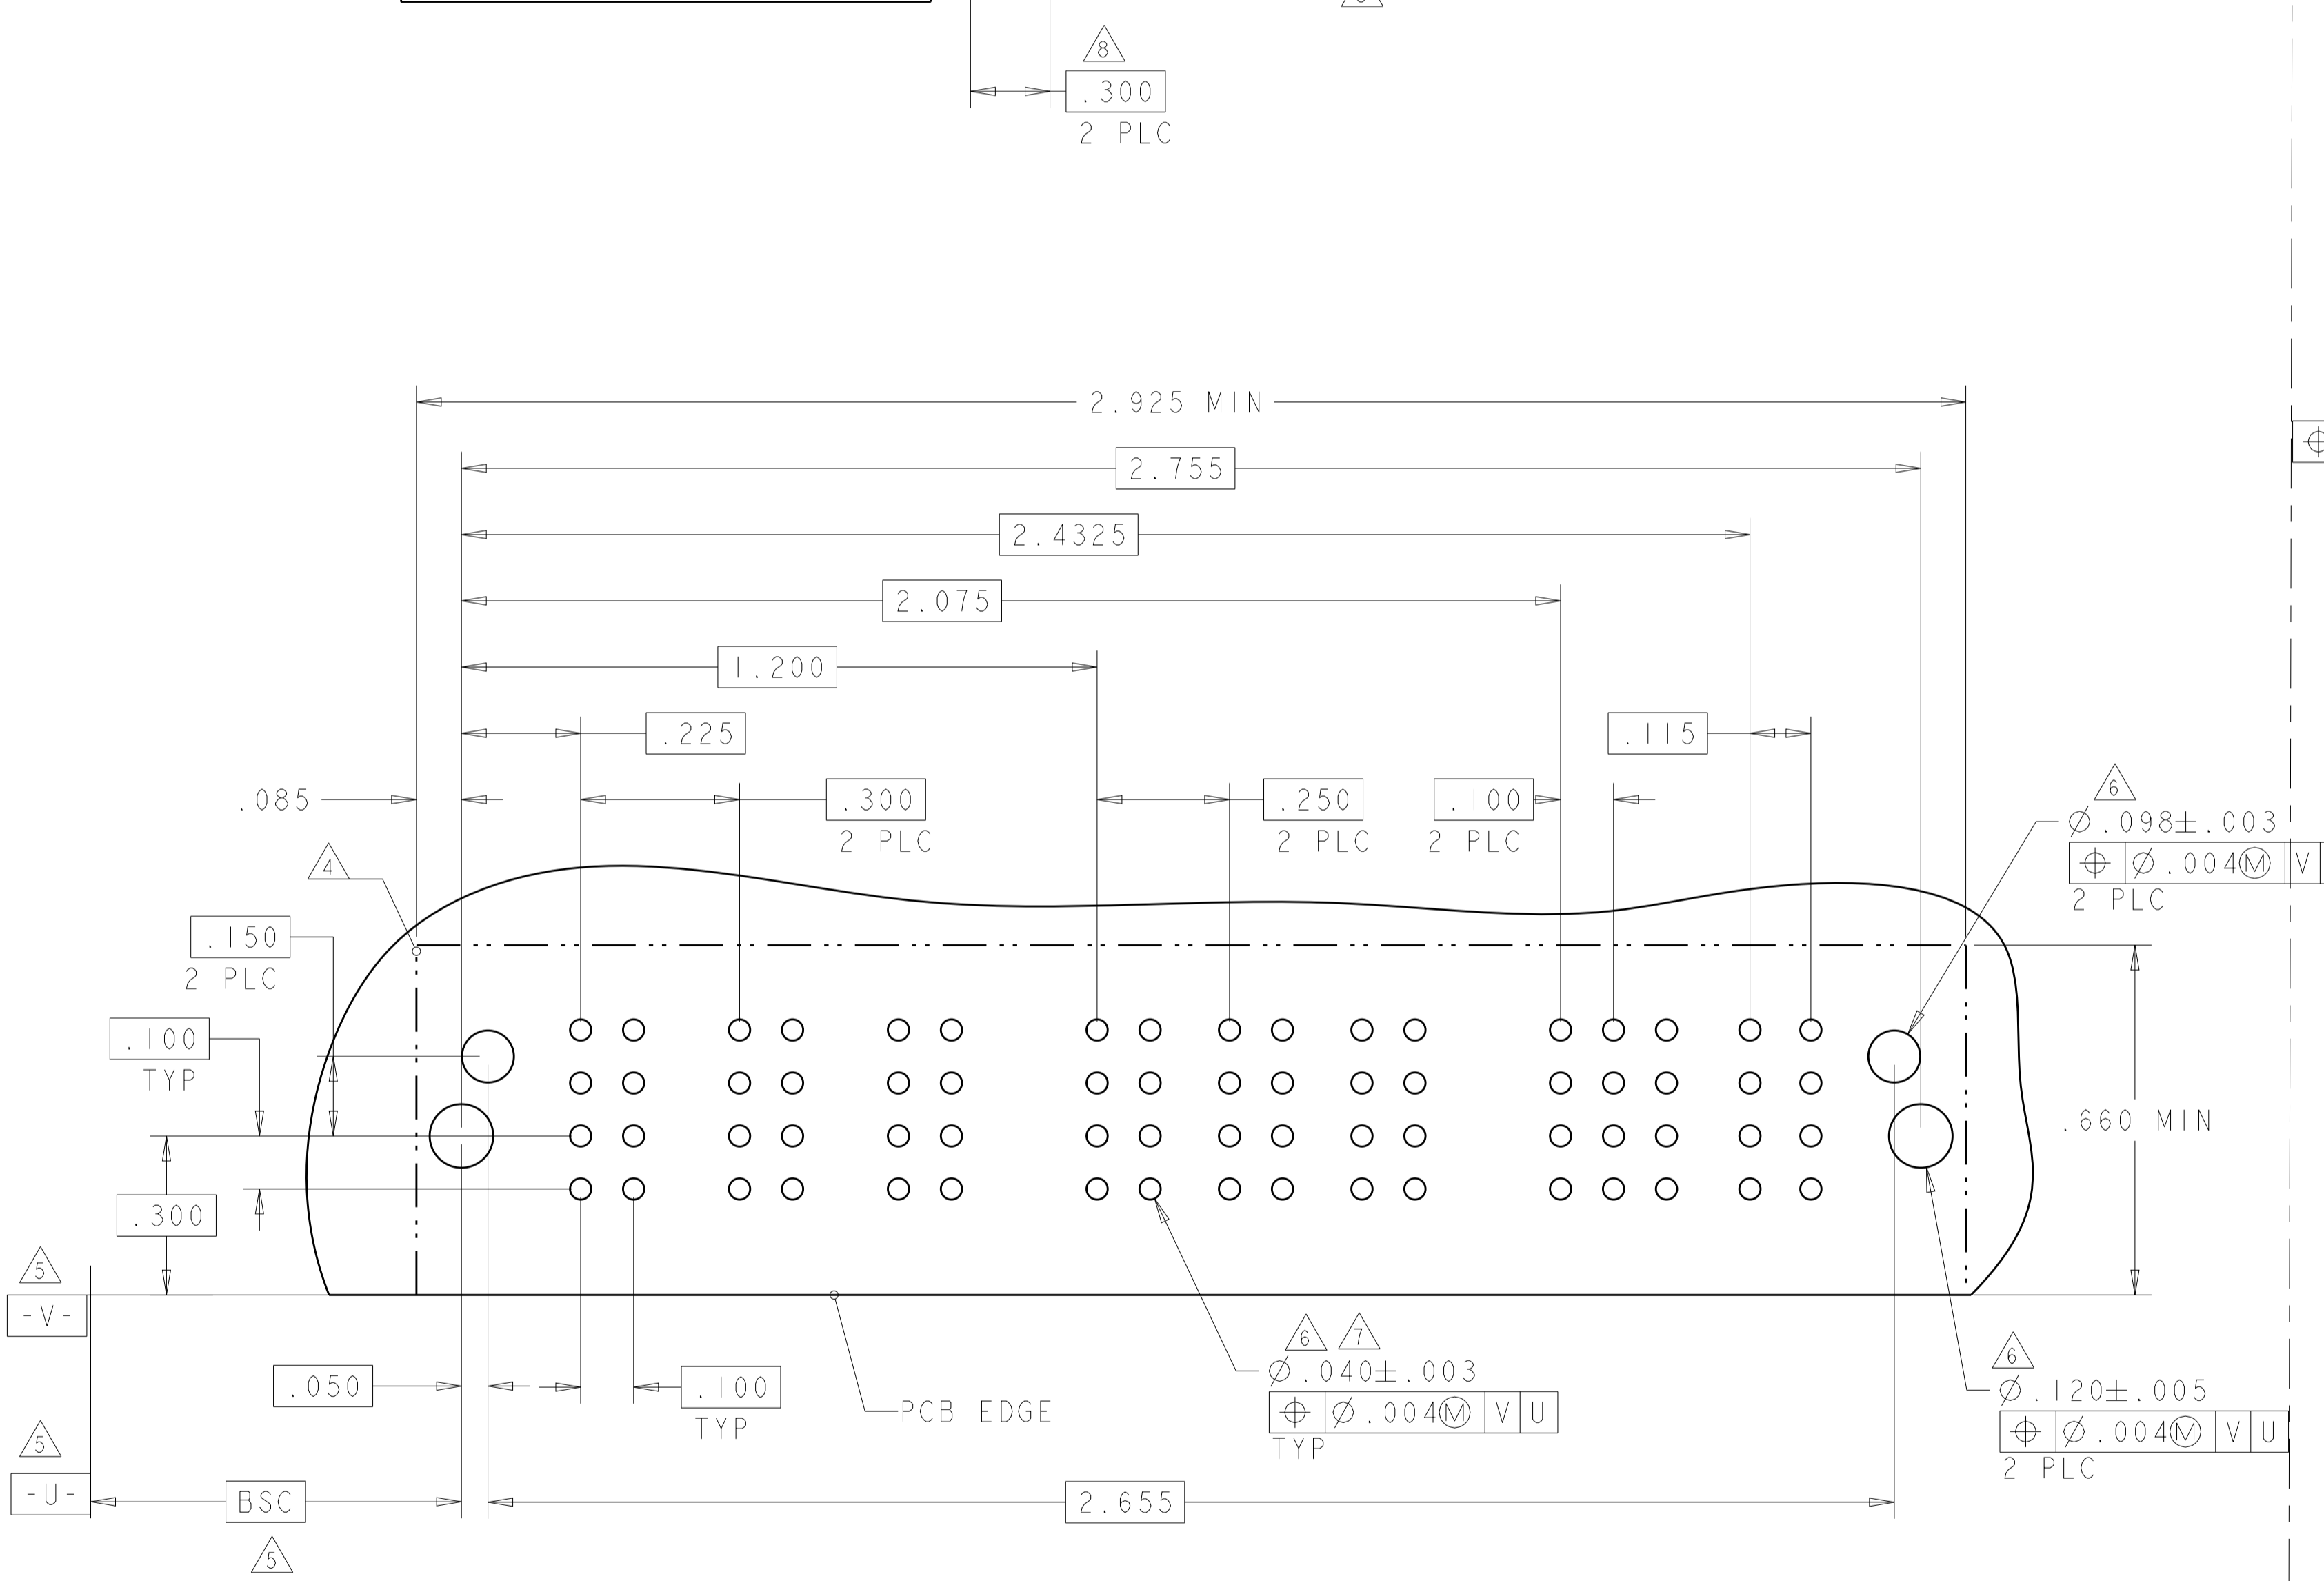 8
.300
2 PLC
2.925 MIN
2.755
2.4325
2.075
1.200
.225
.115
.085
.300
2 PLC
.250
2 PLC
.100
2 PLC
6
Ø.098±.003
⌖ Ø.004Ⓜ V
2 PLC
4
.150
2 PLC
.100
TYP
.660 MIN
.300
5
-V-
6 7
Ø.040±.003
⌖ Ø.004Ⓜ V U
TYP
6
Ø.120±.005
⌖ Ø.004Ⓜ V U
2 PLC
.050
.100
TYP
PCB EDGE
5
-U-
BSC
5
2.655